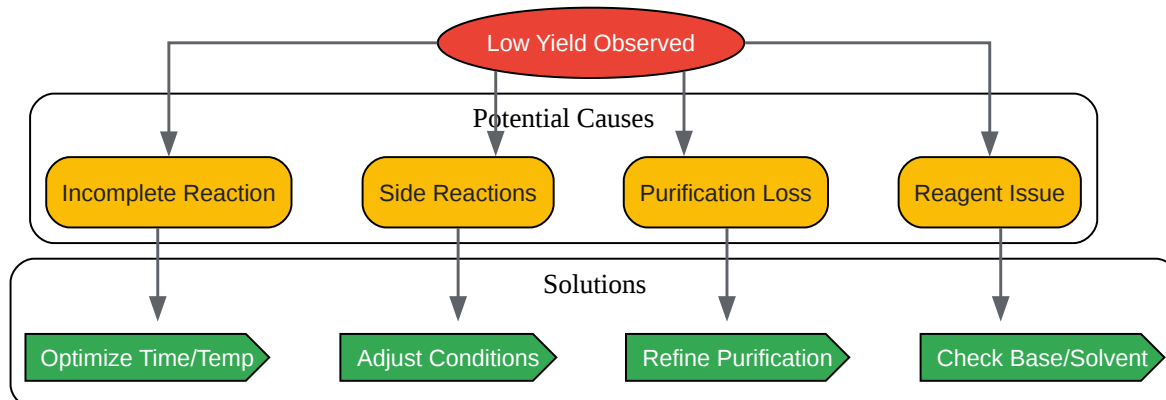 Low Yield Observed
Potential Causes
Incomplete Reaction
Side Reactions
Purification Loss
Reagent Issue
Solutions
Optimize Time/Temp
Adjust Conditions
Refine Purification
Check Base/Solvent